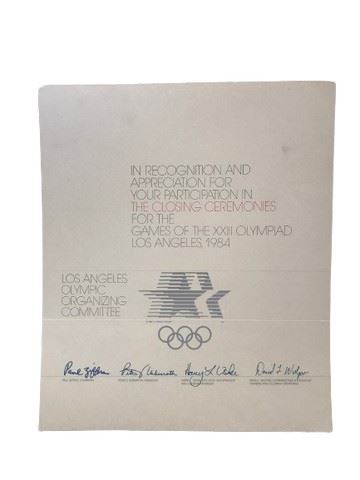 IN RECOGNITION AND
APPRECIATION FOR
YOUR PARTICIPATION IN
THE CLOSING CEREMONIES
FOR THE
GAMES OF THE XXIII OLYMPIAD
LOS ANGELES, 1984
LOS ANGELES
OLYMPIC
ORGANIZING
COMMITTEE